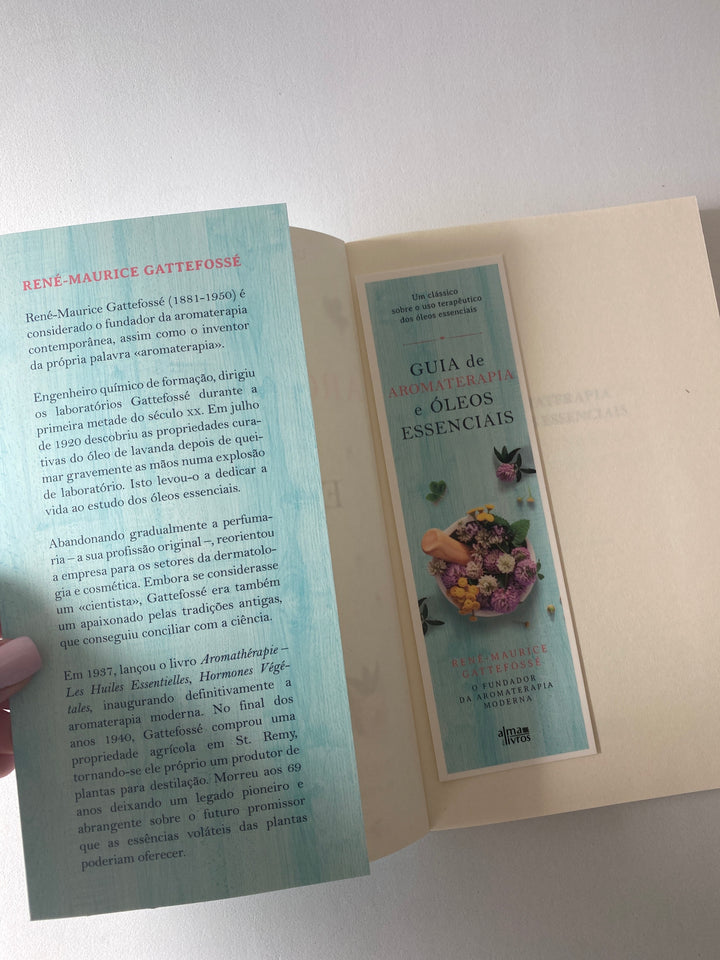 RENÉ-MAURICE GATTEFOSSÉ
René-Maurice Gattefossé (1881-1950) é
considerado o fundador da aromaterapia
contemporânea, assim como o inventor
da própria palavra «aromaterapia».
Engenheiro químico de formação, dirigiu
os laboratórios Gattefossé durante a
primeira metade do século XX. Em julho
de 1920 descobriu as propriedades cura-
tivas do óleo de lavanda depois de quei-
mar gravemente as mãos numa explosão
de laboratório. Isto levou-o a dedicar a
vida ao estudo dos óleos essenciais.
Abandonando gradualmente a perfuma-
ria – a sua profissão original –, reorientou
a empresa para os setores da dermatolo-
gia e cosmética. Embora se considerasse
um «cientista», Gattefossé era também
um apaixonado pelas tradições antigas,
que conseguiu conciliar com a ciência.
Em 1937, lançou o livro Aromathérapie –
Les Huiles Essentielles, Hormones Végé-
tales, inaugurando definitivamente a
aromaterapia moderna. No final dos
anos 1940, Gattefossé comprou uma
propriedade agrícola em St. Remy,
tornando-se ele próprio um produtor de
plantas para destilação. Morreu aos 69
anos deixando um legado pioneiro e
abrangente sobre o futuro promissor
que as essências voláteis das plantas
poderiam oferecer.
Um clássico
sobre o uso terapêutico
dos óleos essenciais
GUIA de
AROMATERAPIA
e ÓLEOS
ESSENCIAIS
RENÉ-MAURICE
GATTEFOSSÉ
O FUNDADOR
DA AROMATERAPIA
MODERNA
alma
dos livros
ESSENCIAIS